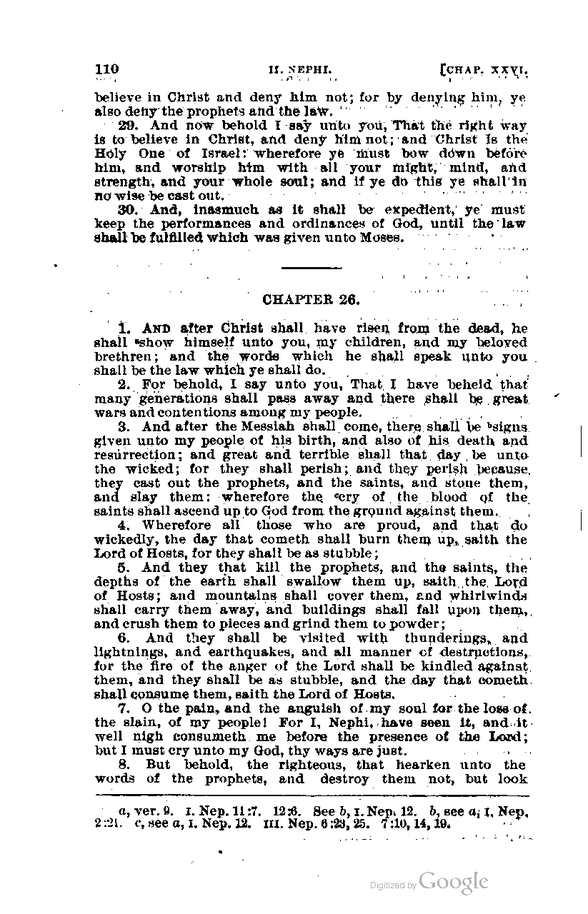 110 II. NEPHI. [CHAP. XXVI.
believe in Christ and deny him not; for by denying him, ye
also deny the prophets and the law.
29. And now behold I say unto you, That the right way
is to believe in Christ, and deny him not; and Christ is the
Holy One of Israel: wherefore ye must bow down before
him, and worship him with all your might, mind, and
strength, and your whole soul; and if ye do this ye shall in
no wise be cast out.
30. And, inasmuch as it shall be expedient, ye must
keep the performances and ordinances of God, until the law
shall be fulfilled which was given unto Moses.
CHAPTER 26.
1. AND after Christ shall have risen from the dead, he
shall ᵃshow himself unto you, my children, and my beloved
brethren; and the words which he shall speak unto you
shall be the law which ye shall do.
2. For behold, I say unto you, That I have beheld that
many generations shall pass away and there shall be great
wars and contentions among my people.
3. And after the Messiah shall come, there shall be ᵇsigns
given unto my people of his birth, and also of his death and
resurrection; and great and terrible shall that day be unto
the wicked; for they shall perish; and they perish because
they cast out the prophets, and the saints, and stone them,
and slay them: wherefore the ᶜcry of the blood of the
saints shall ascend up to God from the ground against them.
4. Wherefore all those who are proud, and that do
wickedly, the day that cometh shall burn them up, saith the
Lord of Hosts, for they shall be as stubble;
5. And they that kill the prophets, and the saints, the
depths of the earth shall swallow them up, saith the Lord
of Hosts; and mountains shall cover them, and whirlwinds
shall carry them away, and buildings shall fall upon them,
and crush them to pieces and grind them to powder;
6. And they shall be visited with thunderings, and
lightnings, and earthquakes, and all manner of destructions,
for the fire of the anger of the Lord shall be kindled against
them, and they shall be as stubble, and the day that cometh
shall consume them, saith the Lord of Hosts.
7. O the pain, and the anguish of my soul for the loss of
the slain, of my people! For I, Nephi, have seen it, and it
well nigh consumeth me before the presence of the Lord;
but I must cry unto my God, thy ways are just.
8. But behold, the righteous, that hearken unto the
words of the prophets, and destroy them not, but look
a, ver. 9. I. Nep. 11:7. 12:6. See b, I. Nep. 12. b, see a, I. Nep.
2:21. c, see a, I. Nep. 12. III. Nep. 6:23, 25. 7:10, 14, 19.
Digitized by Google